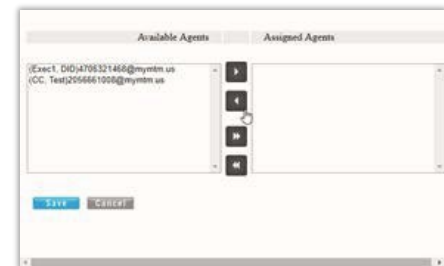 Available Agents Assigned Agents
(Exec1, DID)4706321468@mymtm.us
(CC, Test)2056661008@mymtm.us
Save Cancel